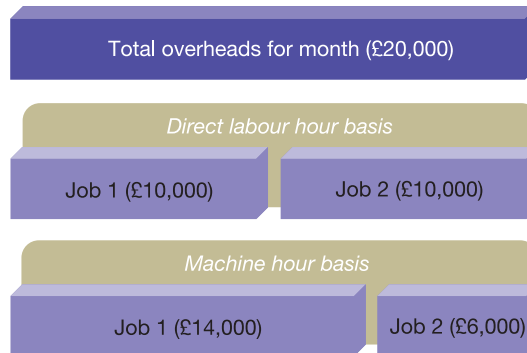 Total overheads for month (£20,000)
Direct labour hour basis
Job 1 (£10,000)
Job 2 (£10,000)
Machine hour basis
Job 1 (£14,000)
Job 2 (£6,000)